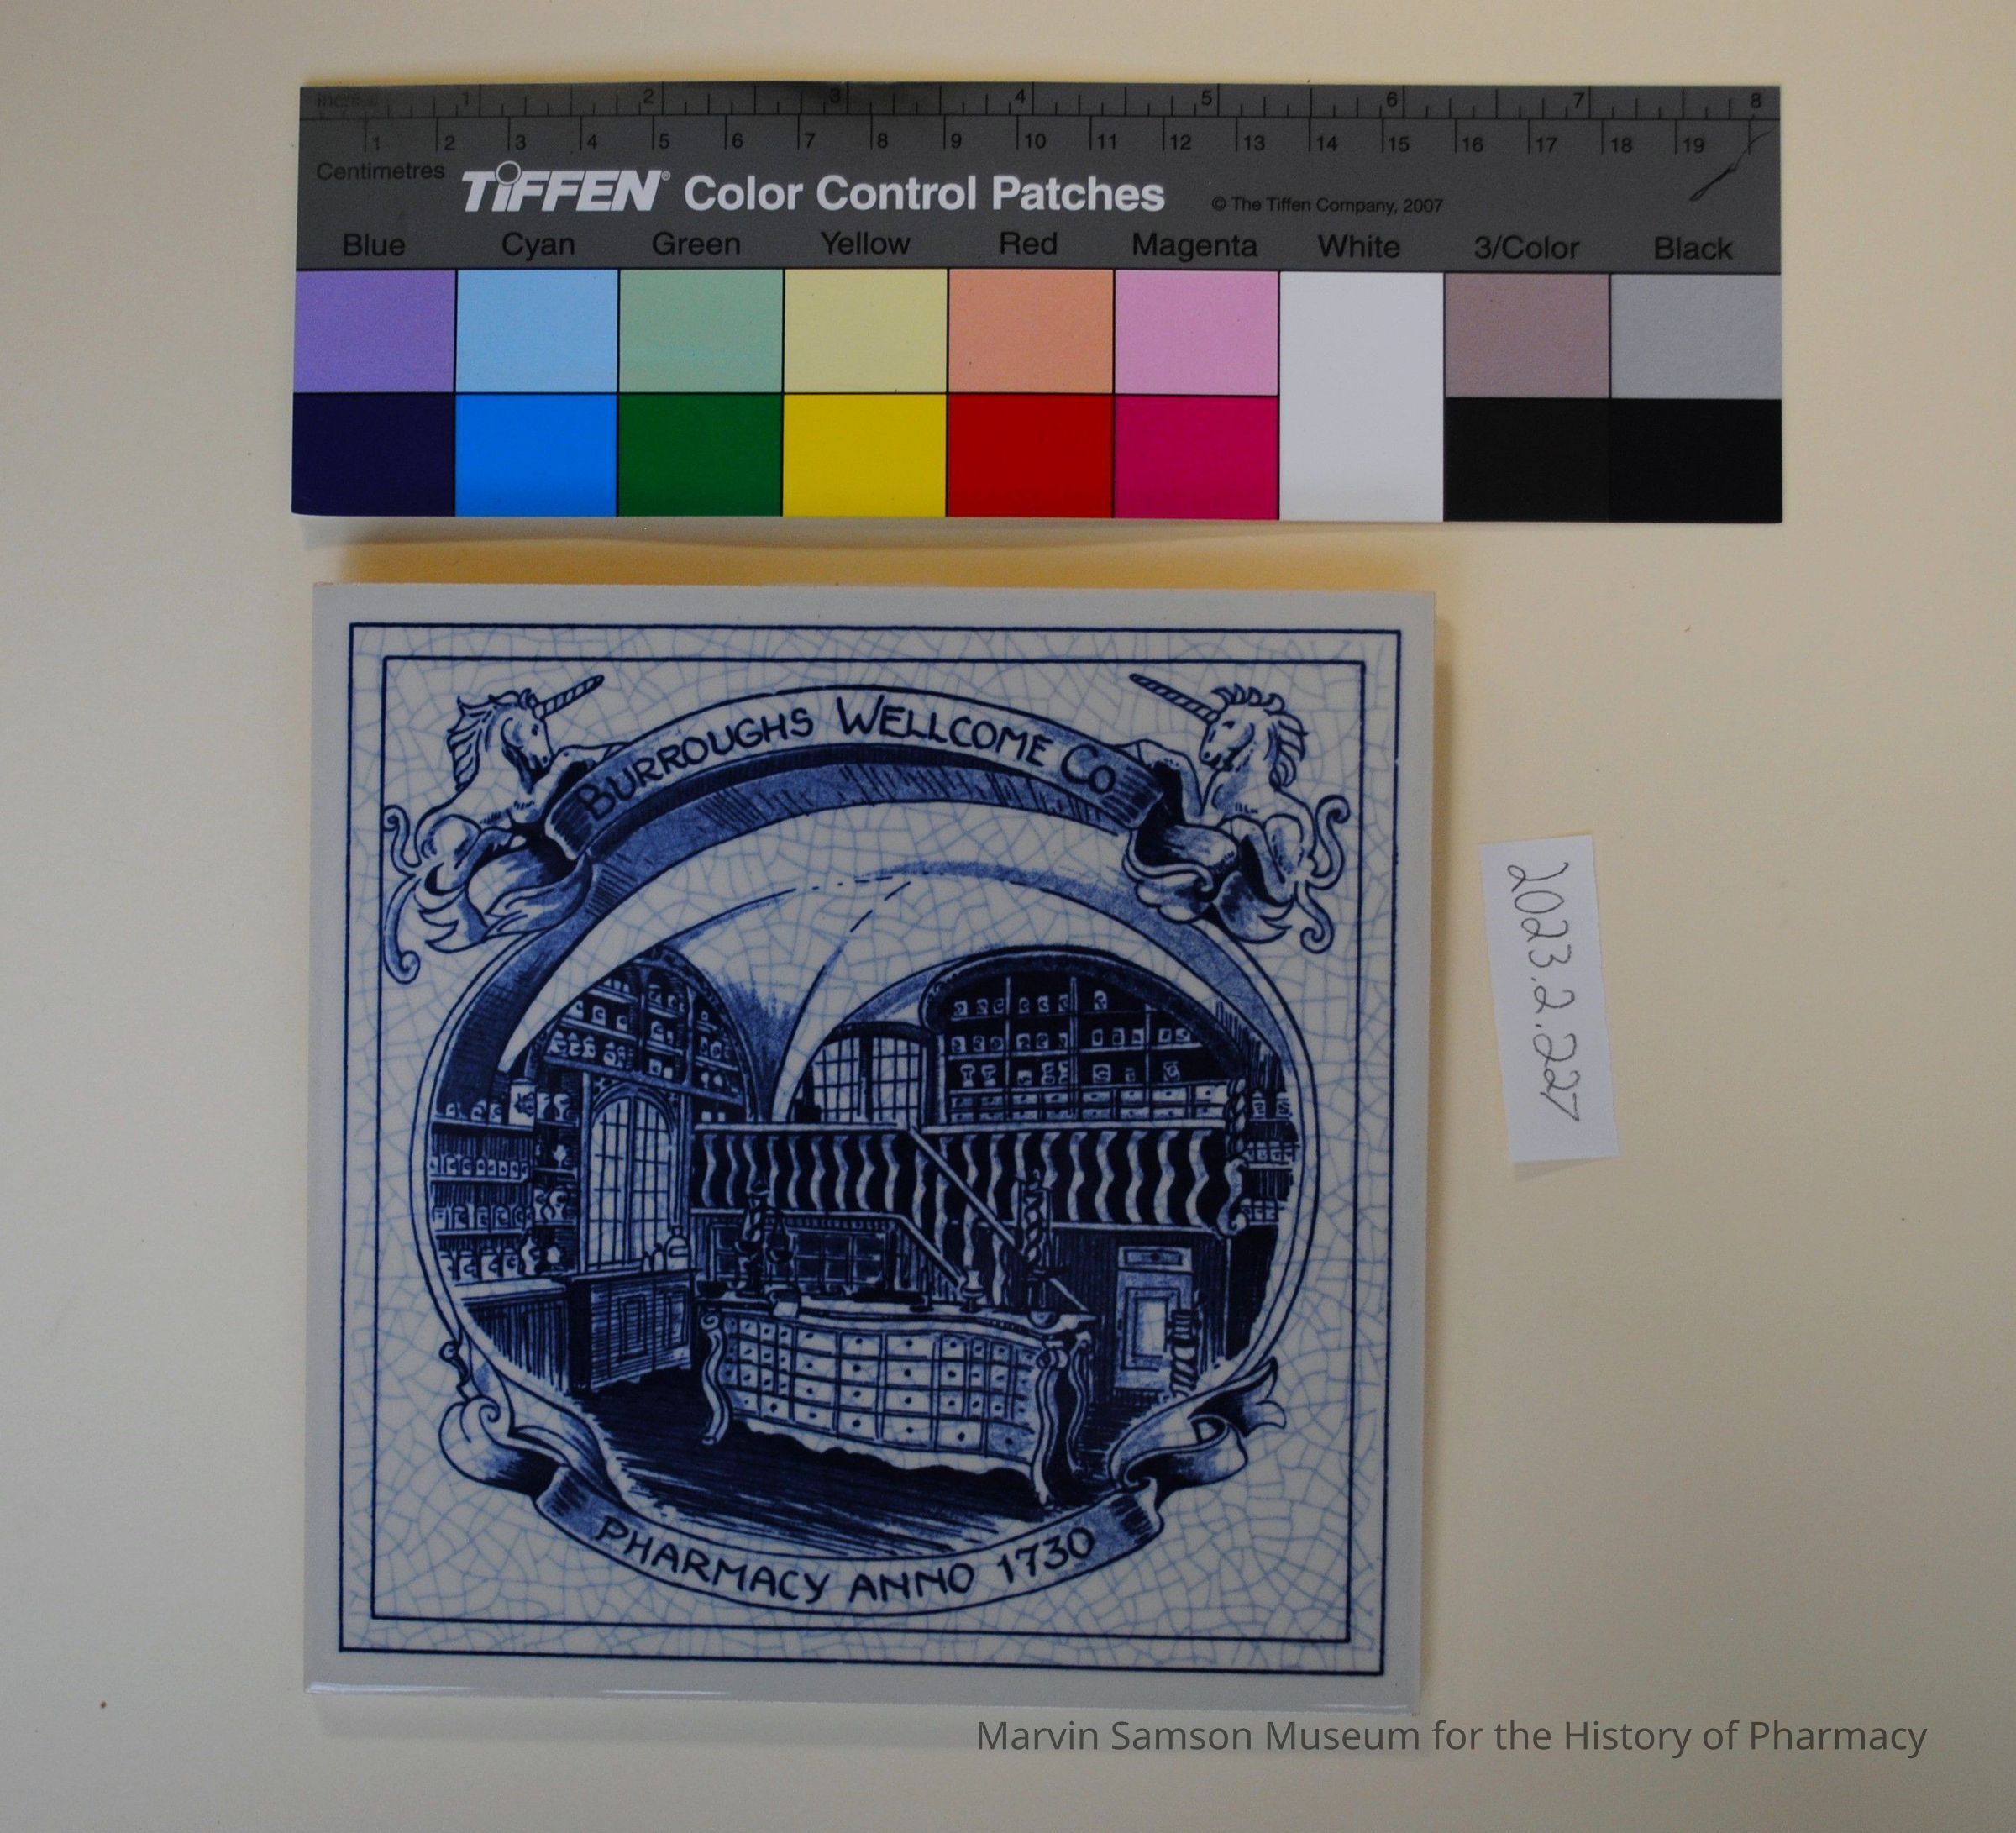 Inches 1 2 3 4 5 6 7 8
1 2 3 4 5 6 7 8 9 10 11 12 13 14 15 16 17 18 19
Centimetres
TIFFEN® Color Control Patches © The Tiffen Company, 2007
Blue Cyan Green Yellow Red Magenta White 3/Color Black
BURROUGHS WELLCOME CO
PHARMACY ANNO 1730
2023.2.227
Marvin Samson Museum for the History of Pharmacy